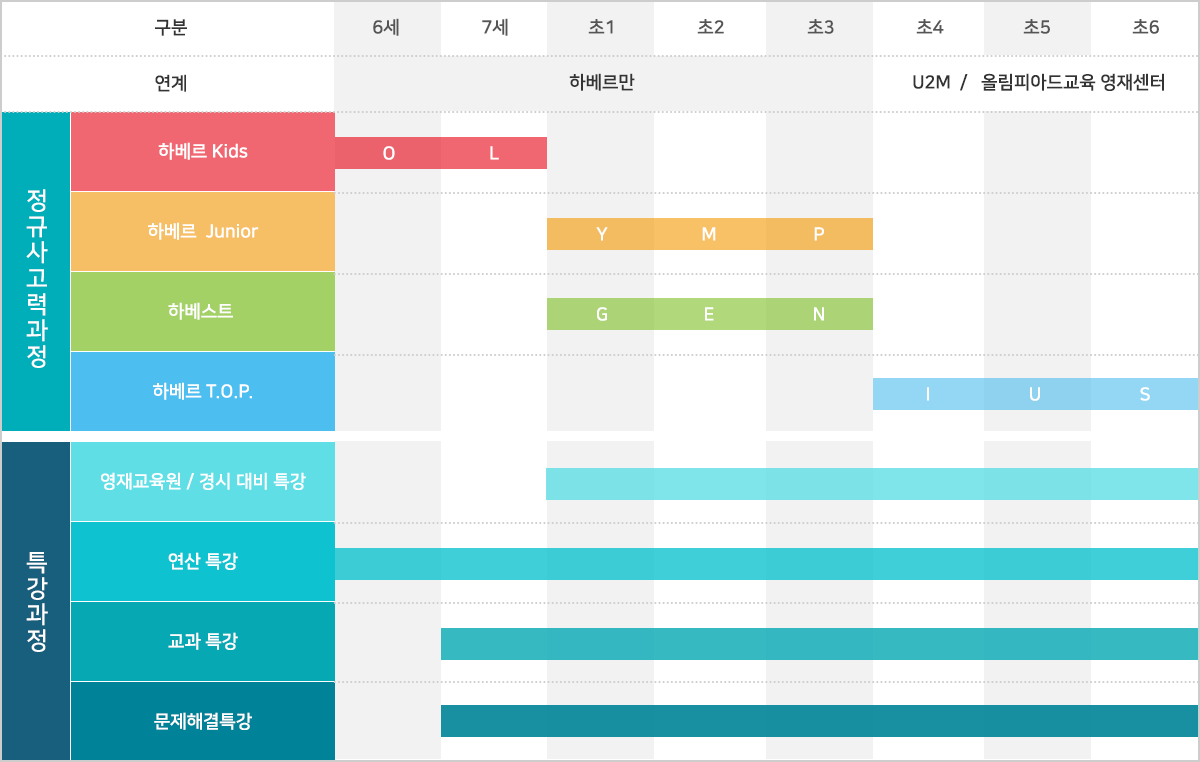 구분 6세 7세 초1 초2 초3 초4 초5 초6
연계 하베르만 U2M / 올림피아드교육 영재센터
정규사고력과정
하베르 Kids O L
하베르 Junior Y M P
하베스트 G E N
하베르 T.O.P. I U S
특강과정
영재교육원 / 경시 대비 특강
연산 특강
교과 특강
문제해결특강